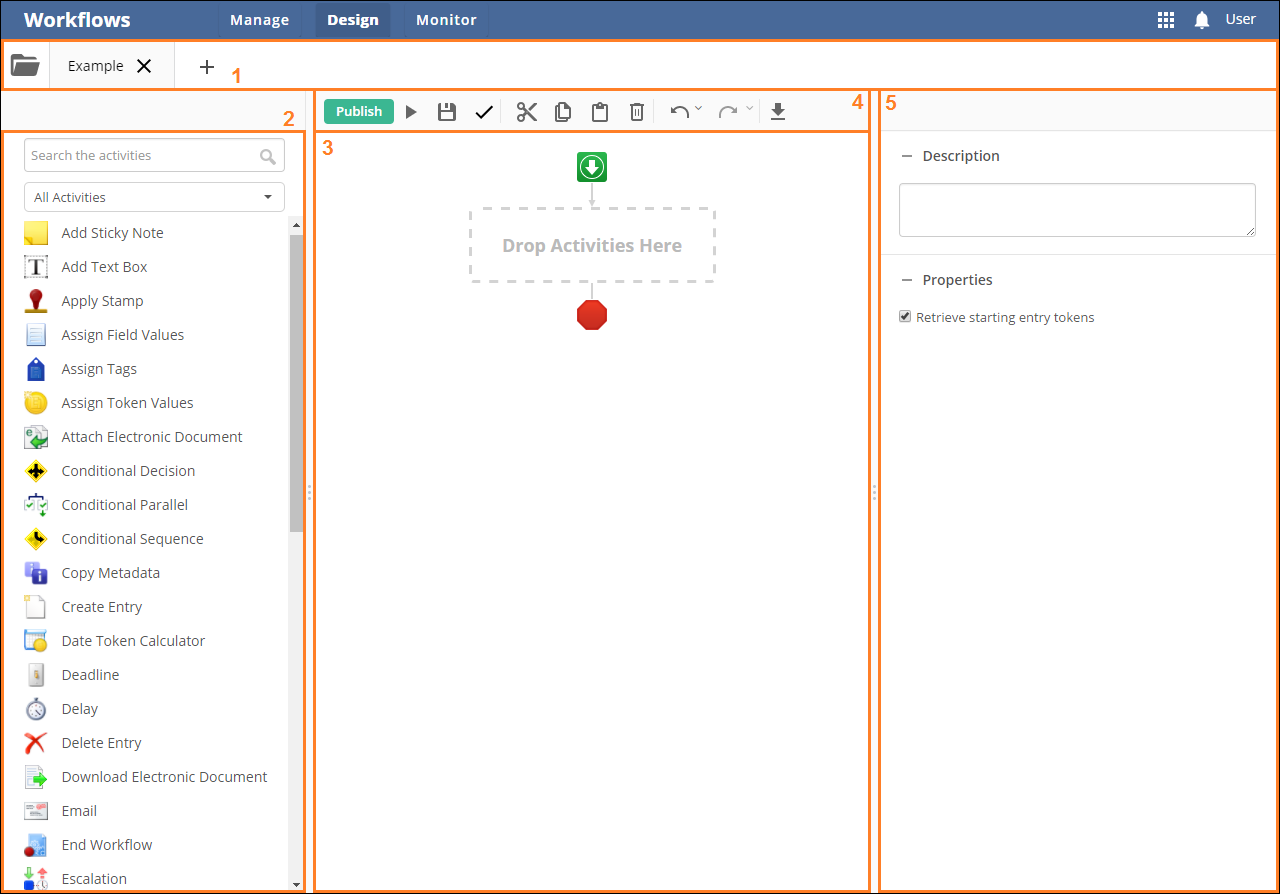 Workflows Manage Design Monitor User
Example
1
2
Publish
4
5
Search the activities
All Activities
Add Sticky Note
Add Text Box
Apply Stamp
Assign Field Values
Assign Tags
Assign Token Values
Attach Electronic Document
Conditional Decision
Conditional Parallel
Conditional Sequence
Copy Metadata
Create Entry
Date Token Calculator
Deadline
Delay
Delete Entry
Download Electronic Document
Email
End Workflow
Escalation
3
Drop Activities Here
Description
Properties
Retrieve starting entry tokens